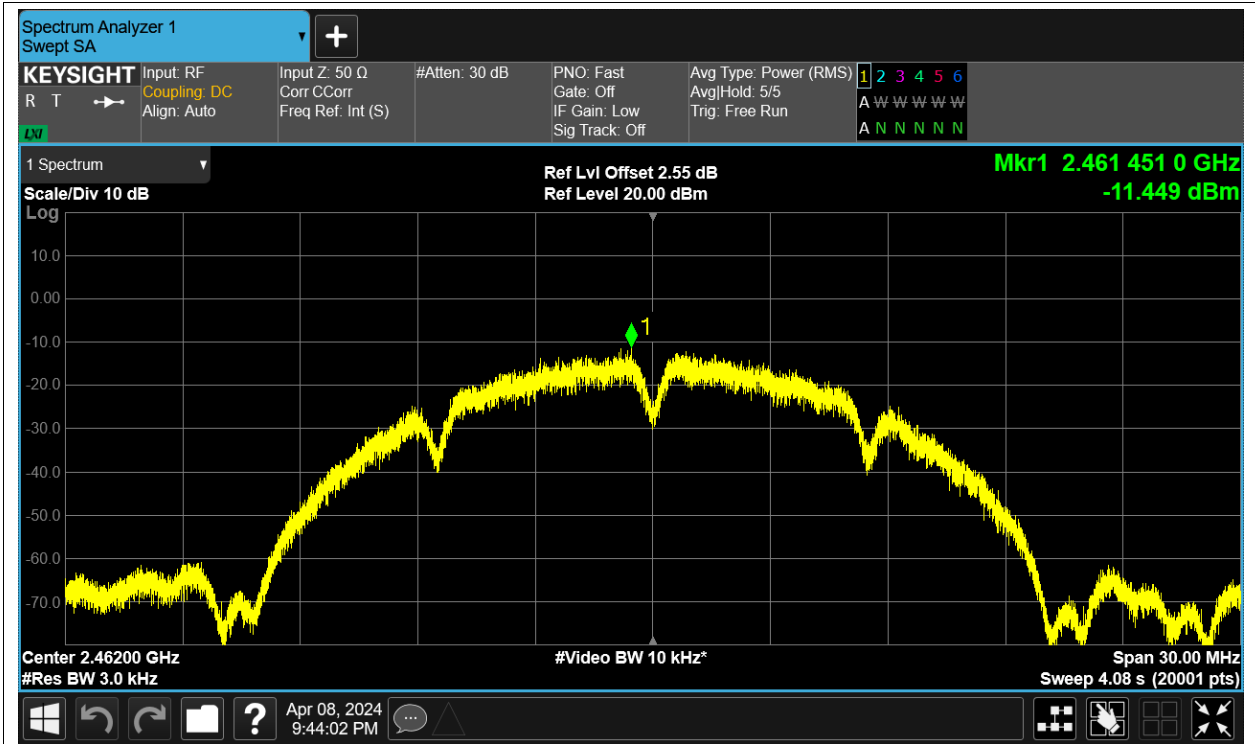 Spectrum Analyzer 1
Swept SA
KEYSIGHT
R T
LXI
Input: RF
Coupling: DC
Align: Auto
Input Z: 50 Ω
Corr CCorr
Freq Ref: Int (S)
#Atten: 30 dB
PNO: Fast
Gate: Off
IF Gain: Low
Sig Track: Off
Avg Type: Power (RMS)
Avg|Hold: 5/5
Trig: Free Run
1 2 3 4 5 6
A W W W W W
A N N N N N
1 Spectrum
Scale/Div 10 dB
Log
Ref Lvl Offset 2.55 dB
Ref Level 20.00 dBm
Mkr1 2.461 451 0 GHz
-11.449 dBm
10.0
0.00
-10.0
-20.0
-30.0
-40.0
-50.0
-60.0
-70.0
1
Center 2.46200 GHz
#Res BW 3.0 kHz
#Video BW 10 kHz*
Span 30.00 MHz
Sweep 4.08 s (20001 pts)
?
Apr 08, 2024
9:44:02 PM